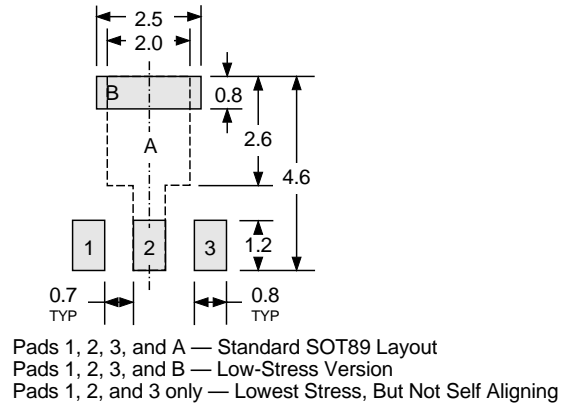 2.5
2.0
B
0.8
A
2.6
4.6
1
2
3
1.2
0.7
TYP
0.8
TYP
Pads 1, 2, 3, and A — Standard SOT89 Layout
Pads 1, 2, 3, and B — Low-Stress Version
Pads 1, 2, and 3 only — Lowest Stress, But Not Self Aligning